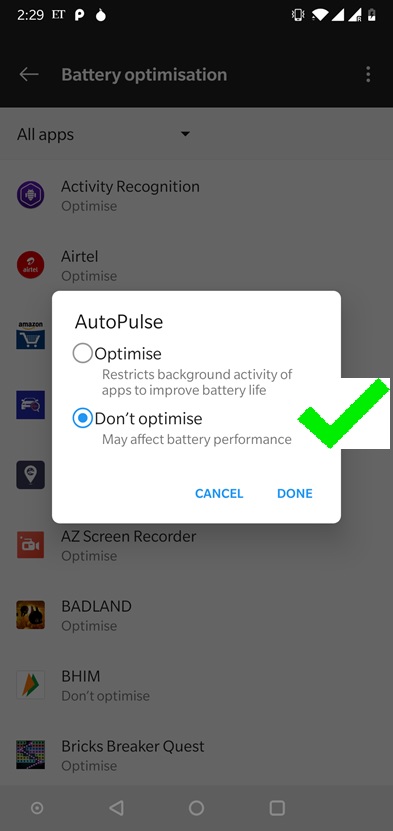 2:29 ET P
Battery optimisation
All apps
Activity Recognition
Optimise
Airtel
Optimise
airtel
amazon
AutoPulse
Optimise
Restricts background activity of
apps to improve battery life
Don't optimise
May affect battery performance
CANCEL DONE
AZ Screen Recorder
Optimise
BADLAND
Optimise
BHIM
Don't optimise
Bricks Breaker Quest
Optimise